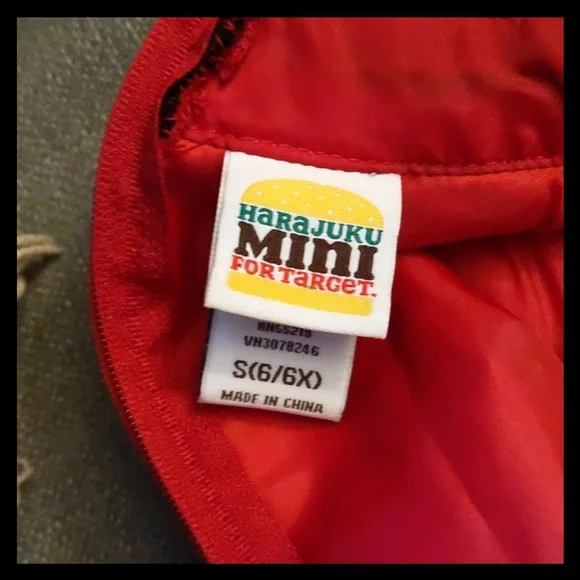 HaRaJUKU
MINI
FOR TaRGeT.
RN55219
VH3078246
S(6/6X)
MADE IN CHINA